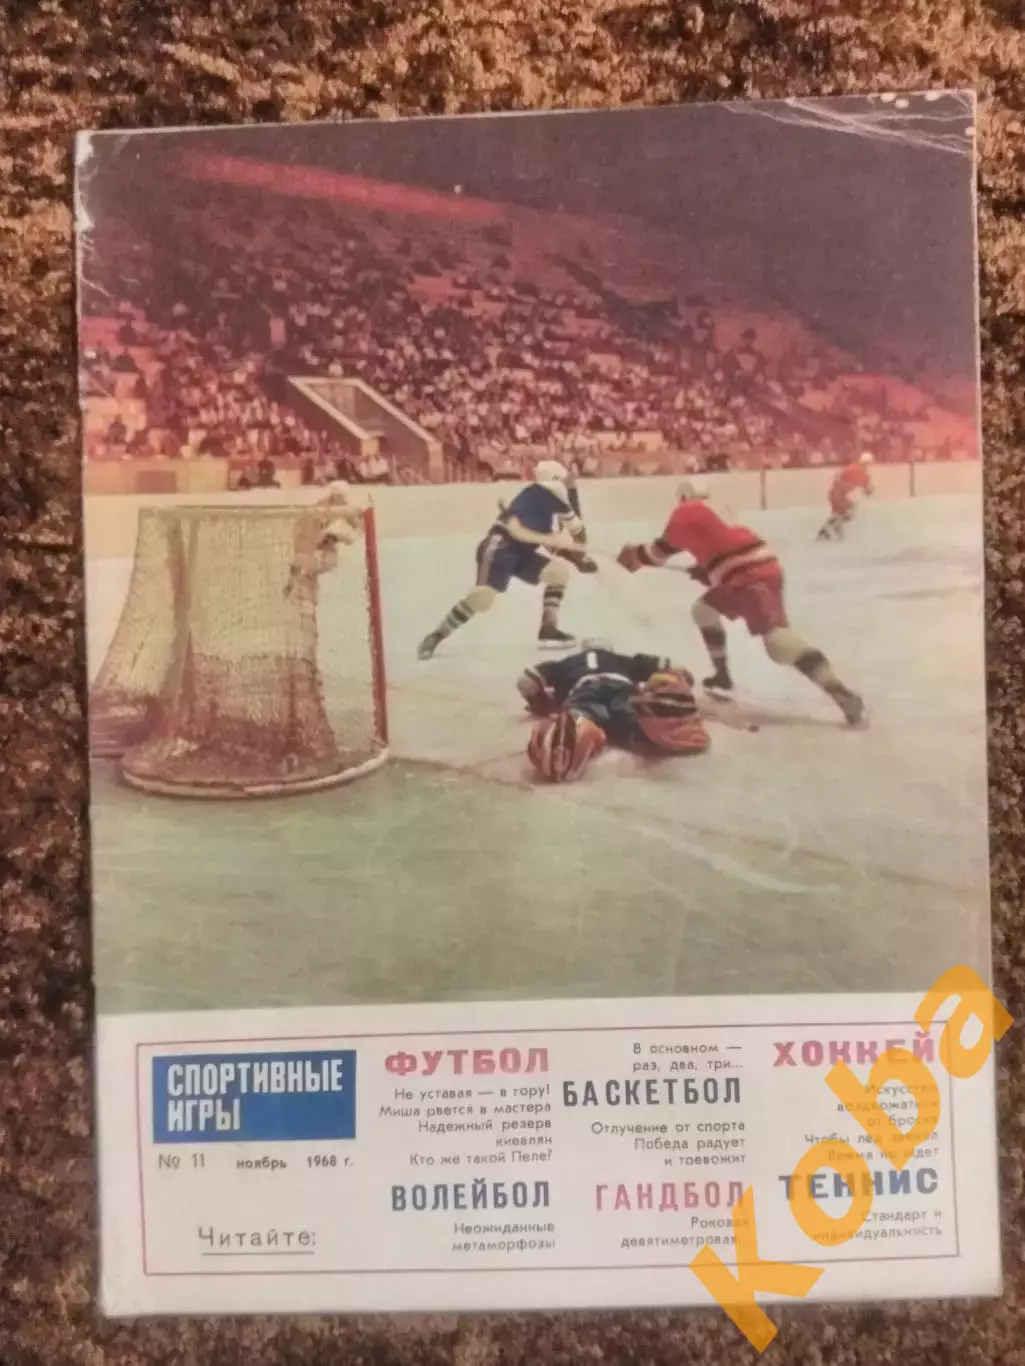 СПОРТИВНЫЕ
ИГРЫ
№ 11 ноябрь 1968 г.
Читайте:
ФУТБОЛ
Не уставая — в гору!
Миша рвется в мастера
Надежный резерв
киевлян
Кто же такой Пеле?
ВОЛЕЙБОЛ
Неожиданные
метаморфозы
В основном —
раз, два, три...
БАСКЕТБОЛ
Отлучение от спорта
Победа радует
и тревожит
ГАНДБОЛ
Роковая
девятиметровая...
ХОККЕЙ
Искусство
воздержаться
от броска
Чтобы лед звенел
Время не ждет
ТЕННИС
Стандарт и
индивидуальность
1
Koba